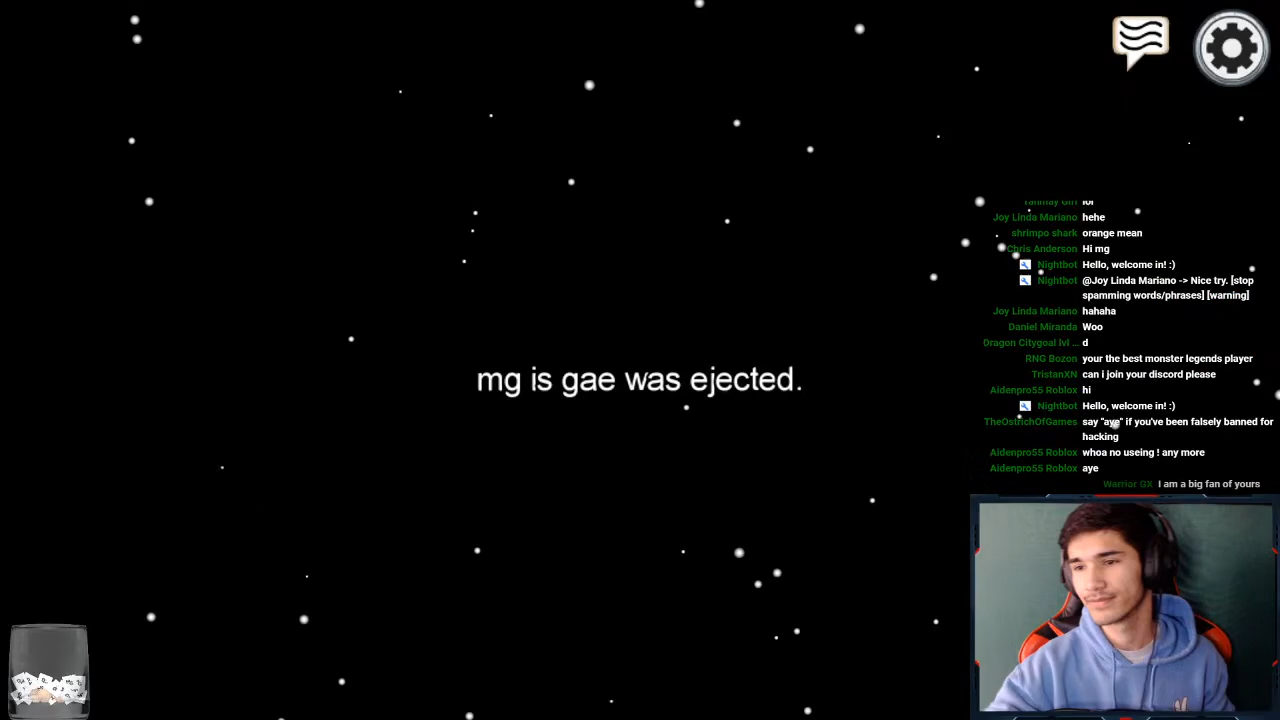 lol
Joy Linda Mariano hehe
shrimpo shark orange mean
Chris Anderson Hi mg
Nightbot Hello, welcome in! :)
Nightbot @Joy Linda Mariano -> Nice try. [stop
spamming words/phrases] [warning]
Joy Linda Mariano hahaha
Daniel Miranda Woo
Dragon Citygoal lvl ... d
RNG Bozon your the best monster legends player
TristanXN can i join your discord please
Aidenpro55 Roblox hi
Nightbot Hello, welcome in! :)
TheOstrichOfGames say "aye" if you've been falsely banned for
hacking
Aidenpro55 Roblox whoa no useing ! any more
Aidenpro55 Roblox aye
Warrior GX I am a big fan of yours
mg is gae was ejected.